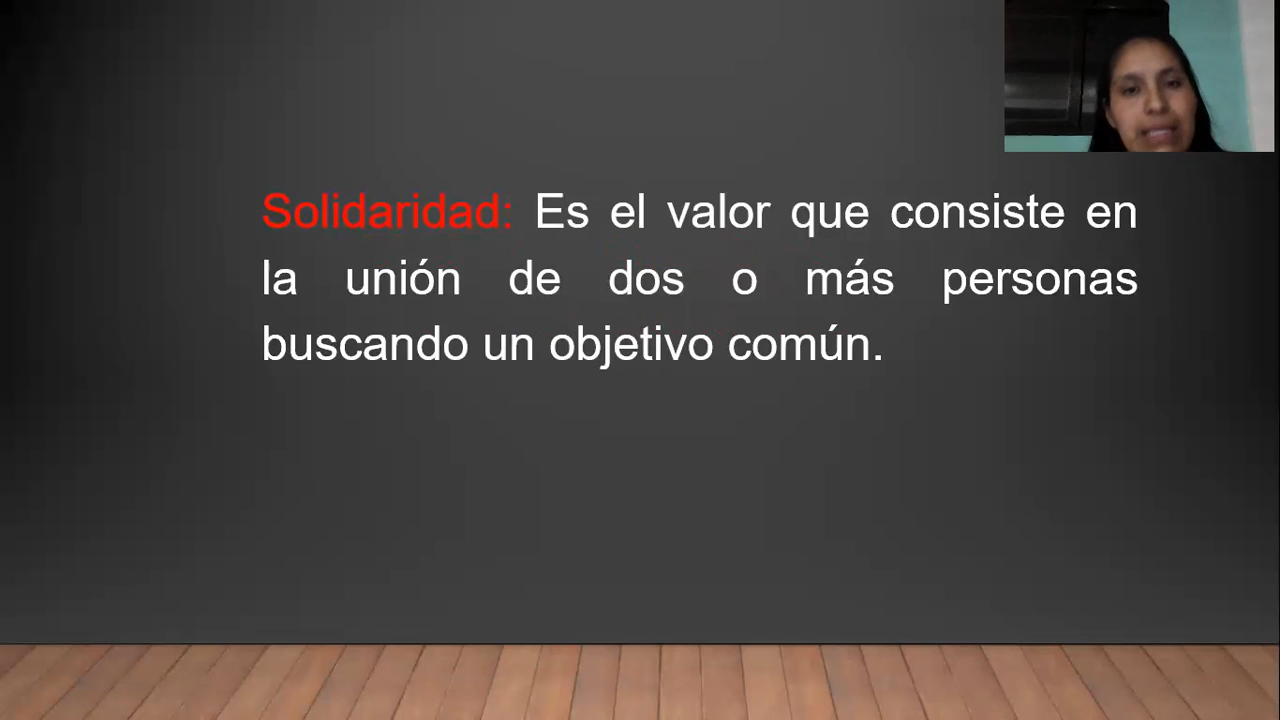 Solidaridad: Es el valor que consiste en
la unión de dos o más personas
buscando un objetivo común.